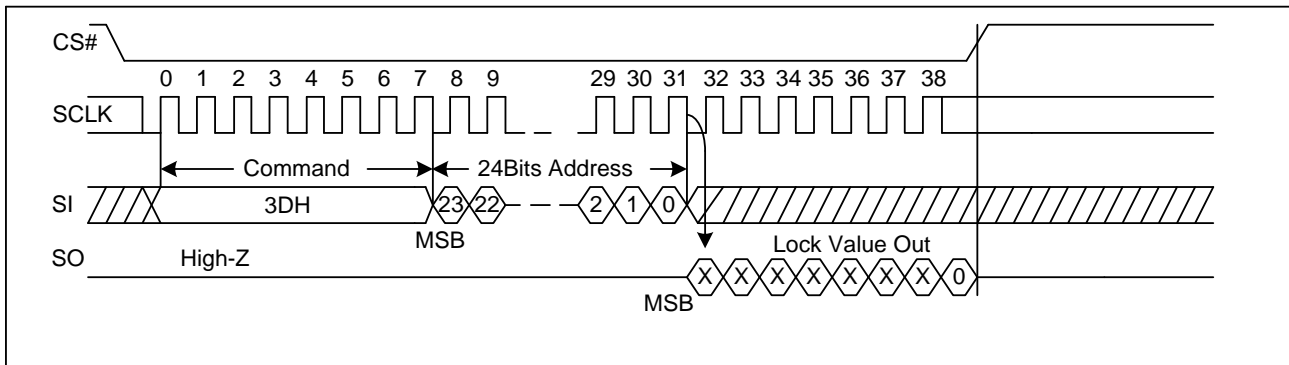 CS#
0 1 2 3 4 5 6 7 8 9 29 30 31 32 33 34 35 36 37 38
SCLK
Command 24Bits Address
SI 3DH 23 22 2 1 0
MSB
SO High-Z Lock Value Out
X X X X X X X 0
MSB